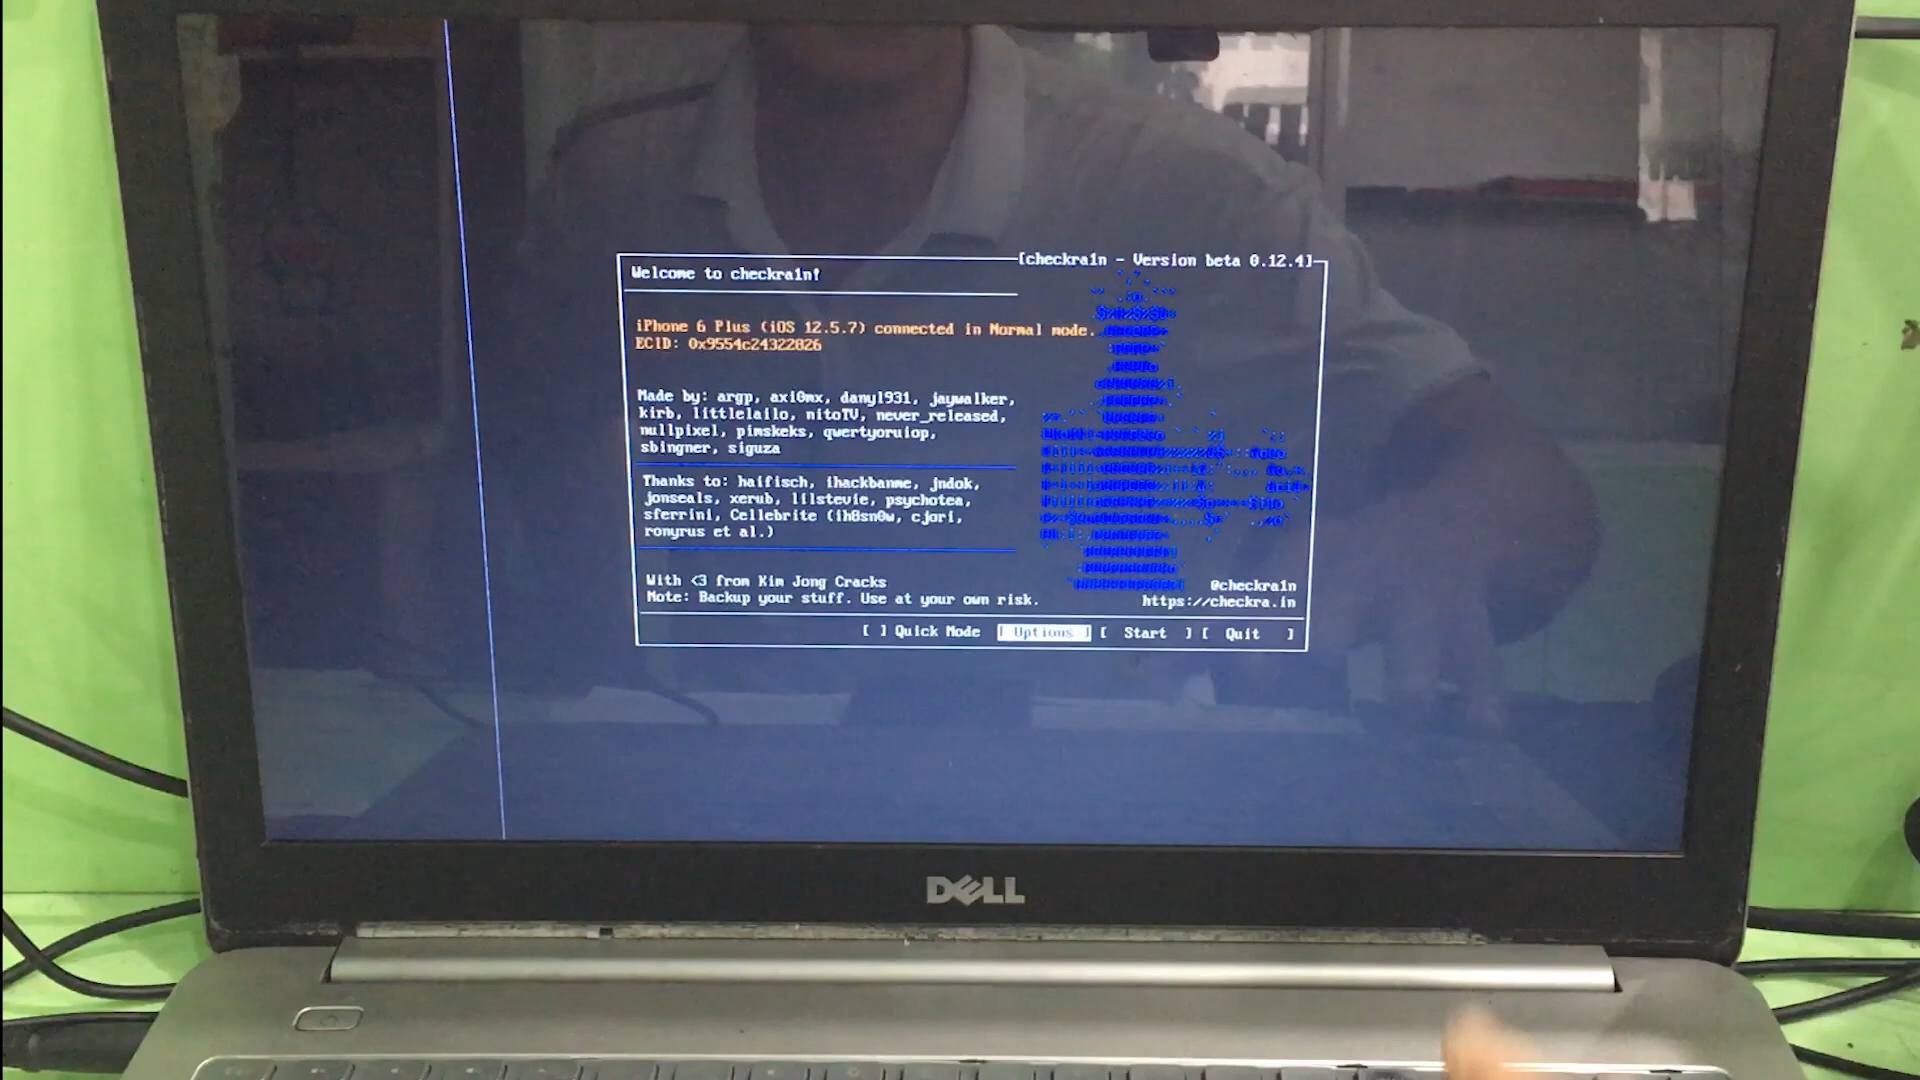 [checkra1n - Version beta 0.12.4]
Welcome to checkra1n!
iPhone 6 Plus (iOS 12.5.7) connected in Normal mode.
ECID: 0x9554c24322826
Made by: argp, axi0mx, danyl931, jaywalker,
kirb, littlelailo, nitoTV, never_released,
nullpixel, pimskeks, qwertyoruiop,
sbingner, siguza
Thanks to: haifisch, ihackbanme, jndok,
jonseals, xerub, lilstevie, psychotea,
sferrini, Cellebrite (ih8sn0w, cjori,
ronyrus et al.)
With <3 from Kim Jong Cracks
Note: Backup your stuff. Use at your own risk.
@checkra1n
https://checkra.in
[ ] Quick Mode [ Options ] [ Start ] [ Quit ]
DELL